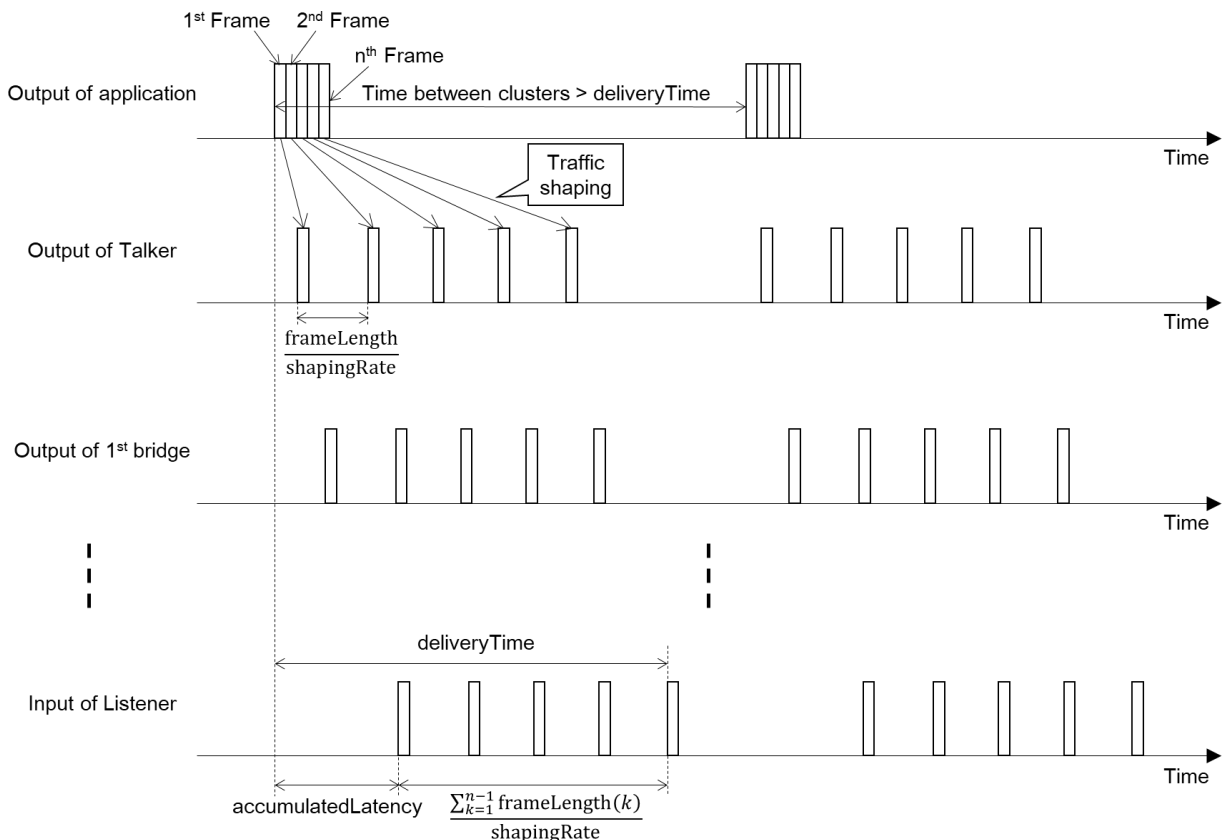 1st Frame
2nd Frame
nth Frame
Output of application
Time between clusters > deliveryTime
Time
Traffic
shaping
Output of Talker
Time
frameLength
shapingRate
Output of 1st bridge
Time
deliveryTime
Input of Listener
Time
accumulatedLatency
∑_{k=1}^{n−1} frameLength(k)
shapingRate